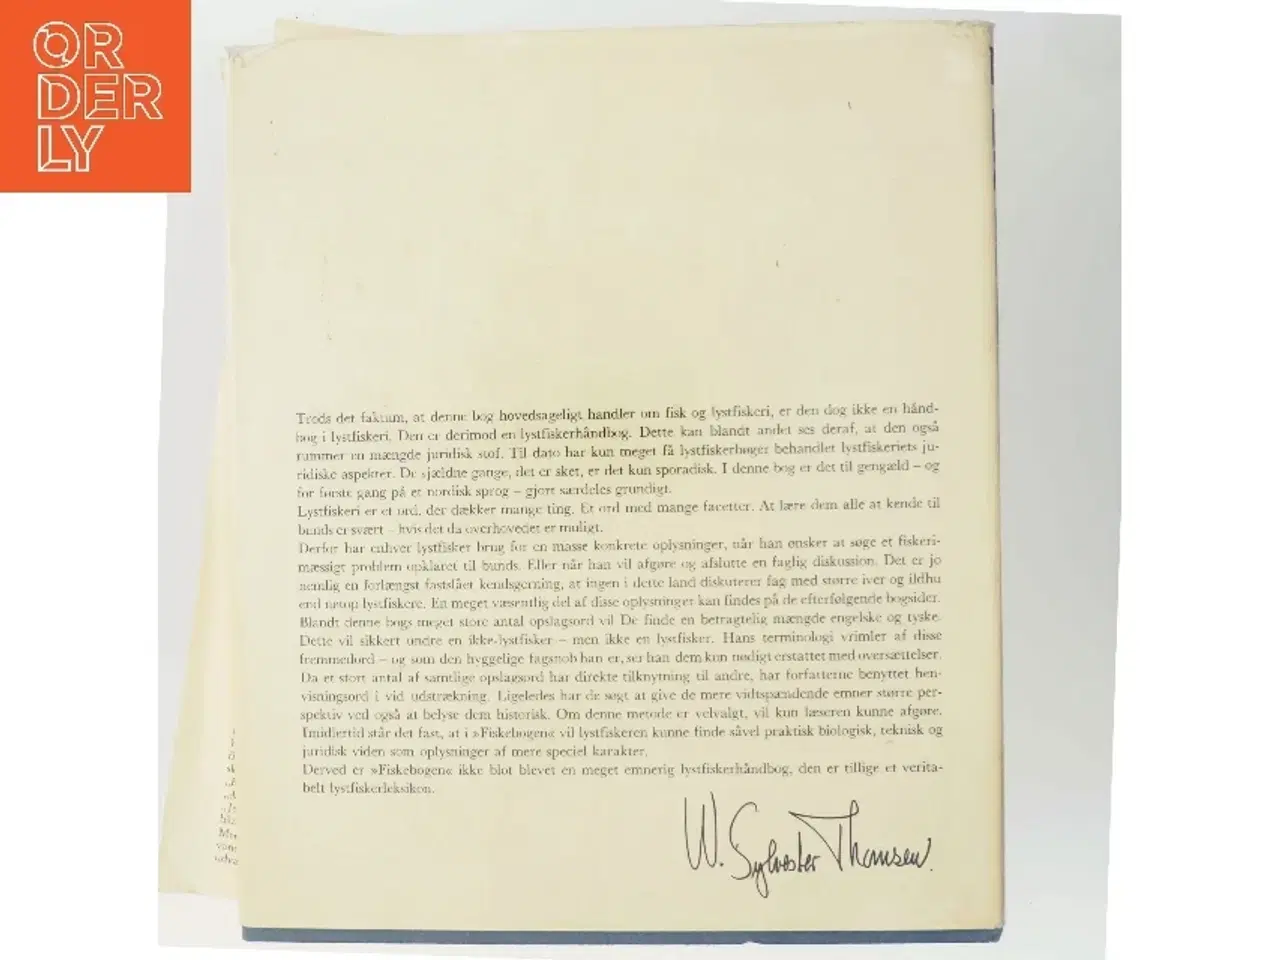 OR
DER
LY
Trods det faktum, at denne bog hovedsageligt handler om fisk og lystfiskeri, er den dog ikke en hånd-
bog i lystfiskeri. Den er derimod en lystfiskerhåndbog. Dette kan blandt andet ses deraf, at den også
rummer en mængde juridisk stof. Til dato har kun meget få lystfiskerbøger behandlet lystfiskeriets ju-
ridiske aspekter. De sjældne gange, det er sket, er det kun sporadisk. I denne bog er det til gengæld – og
for første gang på et nordisk sprog – gjort særdeles grundigt.
Lystfiskeri er et ord, der dækker mange ting. Et ord med mange facetter. At lære dem alle at kende til
bunds er svært – hvis det da overhovedet er muligt.
Derfor har enhver lystfisker brug for en masse konkrete oplysninger, når han ønsker at søge et fiskeri-
mæssigt problem opklaret til bunds. Eller når han vil afgøre og afslutte en faglig diskussion. Det er jo
nemlig en forlængst fastslået kendsgerning, at ingen i dette land diskuterer fag med større iver og ildhu
end netop lystfiskere. En meget væsentlig del af disse oplysninger kan findes på de efterfølgende bogsider.
Blandt denne bogs meget store antal opslagsord vil De finde en betragtelig mængde engelske og tyske.
Dette vil sikkert undre en ikke-lystfisker – men ikke en lystfisker. Hans terminologi vrimler af disse
fremmedord – og som den hyggelige fagsnob han er, ser han dem kun nødigt erstattet med oversættelser.
Da et stort antal af samtlige opslagsord har direkte tilknytning til andre, har forfatterne benyttet hen-
visningsord i vid udstrækning. Ligeledes har de søgt at give de mere vidtspændende emner større per-
spektiv ved også at belyse dem historisk. Om denne metode er velvalgt, vil kun læseren kunne afgøre.
Imidlertid står det fast, at i »Fiskebogen« vil lystfiskeren kunne finde såvel praktisk biologisk, teknisk og
juridisk viden som oplysninger af mere speciel karakter.
Derved er »Fiskebogen« ikke blot blevet en meget emnerig lystfiskerhåndbog, den er tillige et verita-
belt lystfiskerleksikon.
W. Sylvester Thomsen.